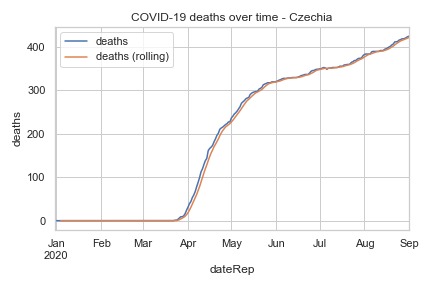 COVID-19 deaths over time - Czechia
deaths
deaths (rolling)
400
300
200
100
0
deaths
Jan Feb Mar Apr May Jun Jul Aug Sep
2020
dateRep